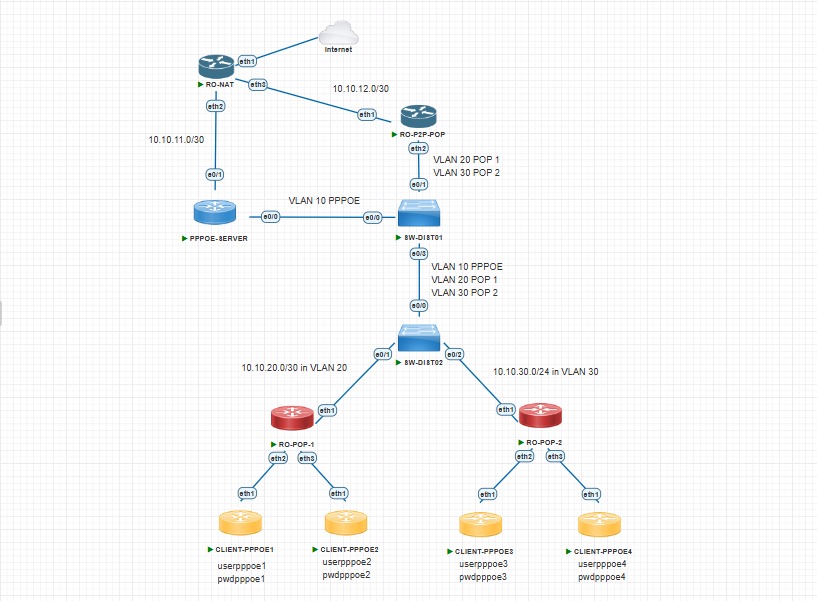 Internet
eth1
RO-NAT
eth3
10.10.12.0/30
eth2
eth1
RO-P2P-POP
10.10.11.0/30
eth2
VLAN 20 POP 1
VLAN 30 POP 2
e0/1
e0/1
VLAN 10 PPPOE
e0/0
e0/0
PPPOE-SERVER
SW-DIST01
e0/3
VLAN 10 PPPOE
VLAN 20 POP 1
VLAN 30 POP 2
e0/0
e0/1
e0/2
SW-DIST02
10.10.20.0/30 in VLAN 20
10.10.30.0/24 in VLAN 30
eth1
eth1
RO-POP-1
RO-POP-2
eth2
eth3
eth2
eth3
eth1
eth1
eth1
eth1
CLIENT-PPPOE1
CLIENT-PPPOE2
CLIENT-PPPOE3
CLIENT-PPPOE4
userpppoe1
pwdpppoe1
userpppoe2
pwdpppoe2
userpppoe3
pwdpppoe3
userpppoe4
pwdpppoe4